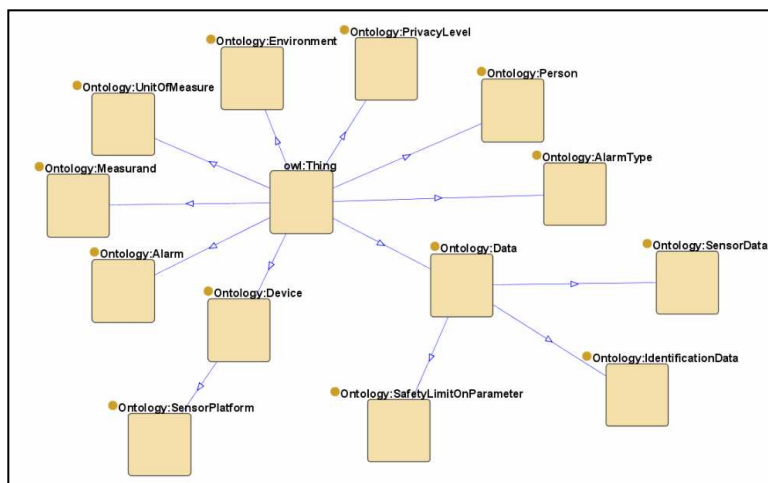 Ontology:PrivacyLevel
Ontology:Environment
Ontology:Person
Ontology:UnitOfMeasure
owl:Thing
Ontology:AlarmType
Ontology:Measurand
Ontology:Alarm
Ontology:Data
Ontology:SensorData
Ontology:Device
Ontology:IdentificationData
Ontology:SafetyLimitOnParameter
Ontology:SensorPlatform